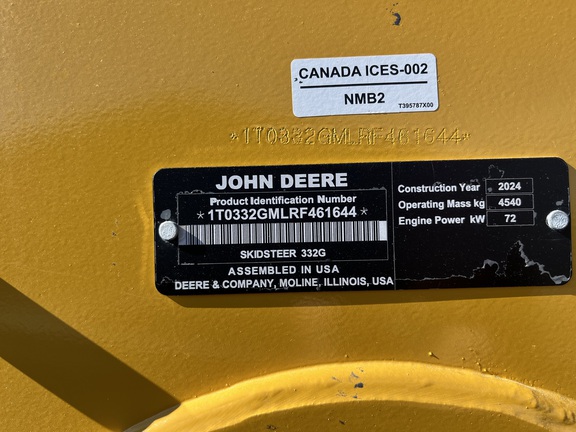 CANADA ICES-002
NMB2
T395787X00
*1T0332GMLRF461644*
JOHN DEERE
Product Identification Number
*1T0332GMLRF461644*
SKIDSTEER 332G
ASSEMBLED IN USA
DEERE & COMPANY, MOLINE, ILLINOIS, USA
Construction Year 2024
Operating Mass kg 4540
Engine Power kW 72